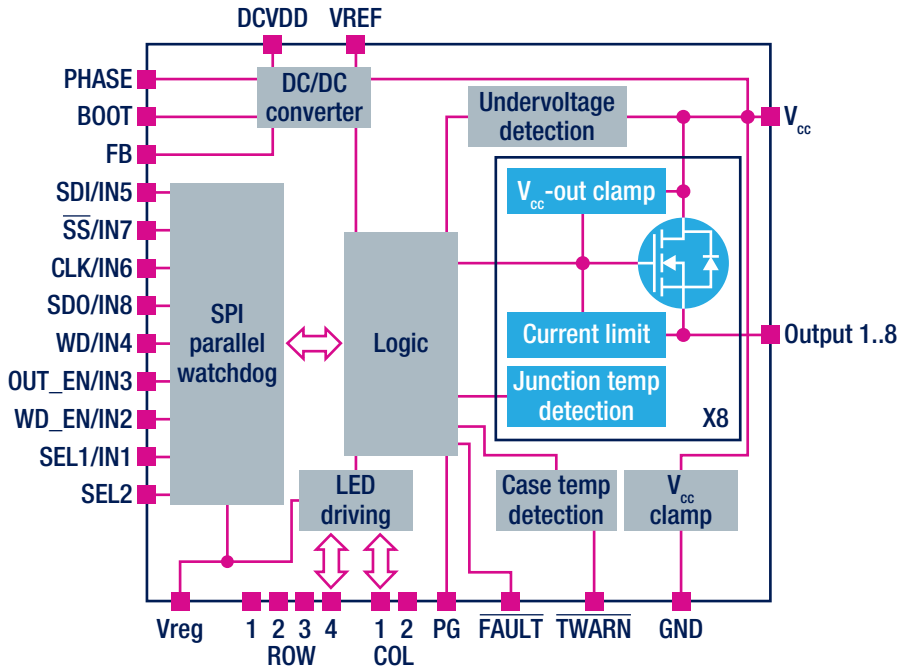 DCVDD VREF
PHASE
BOOT
FB
SDI/IN5
S̅S̅/IN7
CLK/IN6
SDO/IN8
WD/IN4
OUT_EN/IN3
WD_EN/IN2
SEL1/IN1
SEL2
DC/DC
converter
Undervoltage
detection
Vcc
Vcc-out clamp
SPI
parallel
watchdog
Logic
Current limit
Output 1..8
Junction temp
detection
X8
LED
driving
Case temp
detection
Vcc
clamp
Vreg 1 2 3 4 1 2 PG F̅A̅U̅L̅T̅ T̅W̅A̅R̅N̅ GND
ROW COL